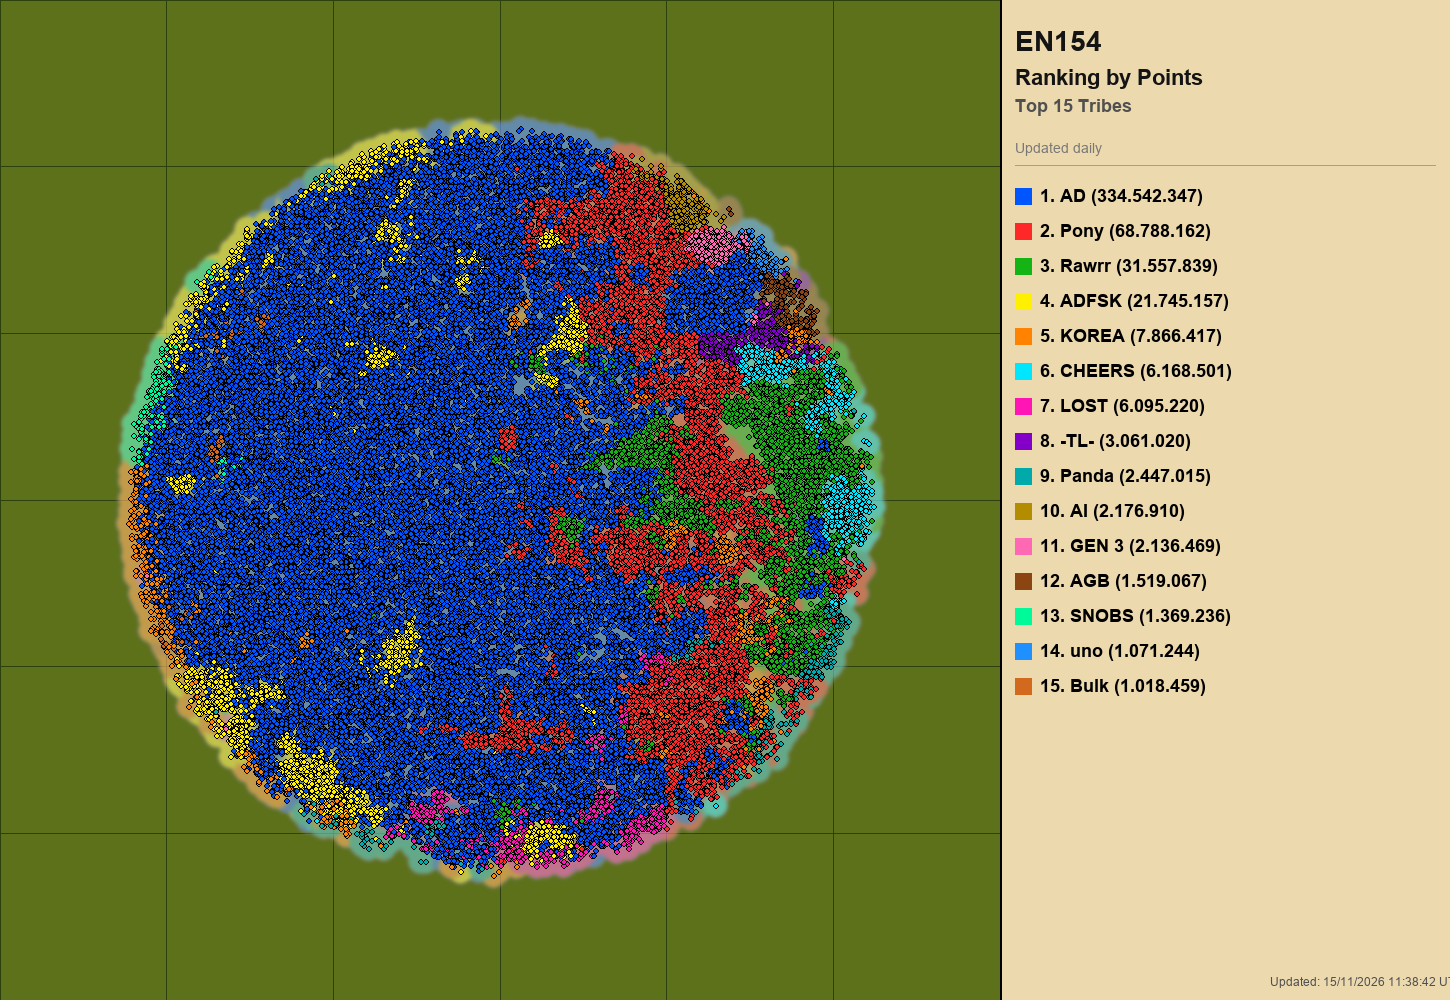 EN154
Ranking by Points
Top 15 Tribes
Updated daily
1. AD (334.542.347)
2. Pony (68.788.162)
3. Rawrr (31.557.839)
4. ADFSK (21.745.157)
5. KOREA (7.866.417)
6. CHEERS (6.168.501)
7. LOST (6.095.220)
8. -TL- (3.061.020)
9. Panda (2.447.015)
10. AI (2.176.910)
11. GEN 3 (2.136.469)
12. AGB (1.519.067)
13. SNOBS (1.369.236)
14. uno (1.071.244)
15. Bulk (1.018.459)
Updated: 15/11/2026 11:38:42